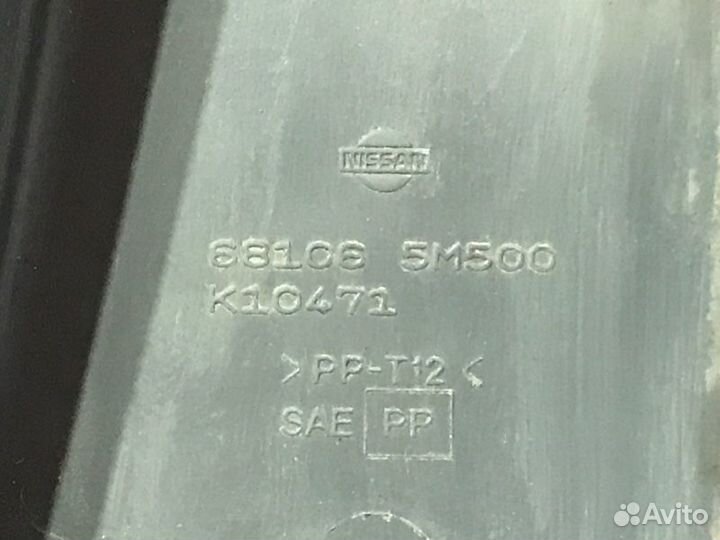 NISSAN
68106 5M500
K10471
>PP-T12<
SAE PP
Avito